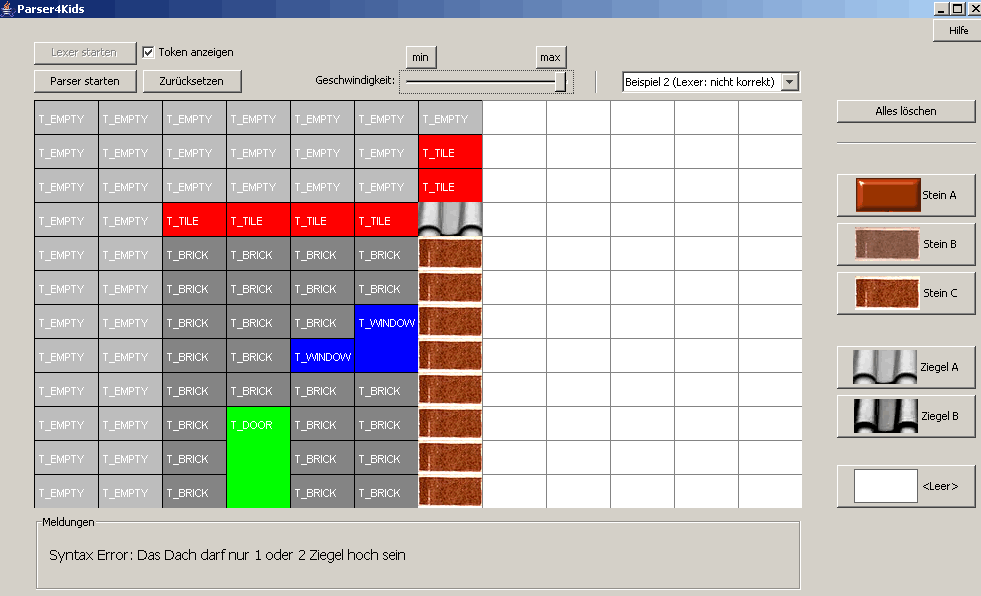 Parser4Kids
Hilfe
Lexer starten Token anzeigen
min max
Parser starten Zurücksetzen Geschwindigkeit: Beispiel 2 (Lexer: nicht korrekt)
Alles löschen
T_EMPTY T_EMPTY T_EMPTY T_EMPTY T_EMPTY T_EMPTY T_EMPTY
T_EMPTY T_EMPTY T_EMPTY T_EMPTY T_EMPTY T_EMPTY T_TILE
T_EMPTY T_EMPTY T_EMPTY T_EMPTY T_EMPTY T_EMPTY T_TILE
Stein A
T_EMPTY T_EMPTY T_TILE T_TILE T_TILE T_TILE
Stein B
T_EMPTY T_EMPTY T_BRICK T_BRICK T_BRICK T_BRICK
T_EMPTY T_EMPTY T_BRICK T_BRICK T_BRICK T_BRICK
Stein C
T_EMPTY T_EMPTY T_BRICK T_BRICK T_BRICK T_WINDOW
T_EMPTY T_EMPTY T_BRICK T_BRICK T_WINDOW
Ziegel A
T_EMPTY T_EMPTY T_BRICK T_BRICK T_BRICK T_BRICK
Ziegel B
T_EMPTY T_EMPTY T_BRICK T_DOOR T_BRICK T_BRICK
T_EMPTY T_EMPTY T_BRICK T_BRICK T_BRICK
T_EMPTY T_EMPTY T_BRICK T_BRICK T_BRICK
<Leer>
Meldungen
Syntax Error: Das Dach darf nur 1 oder 2 Ziegel hoch sein